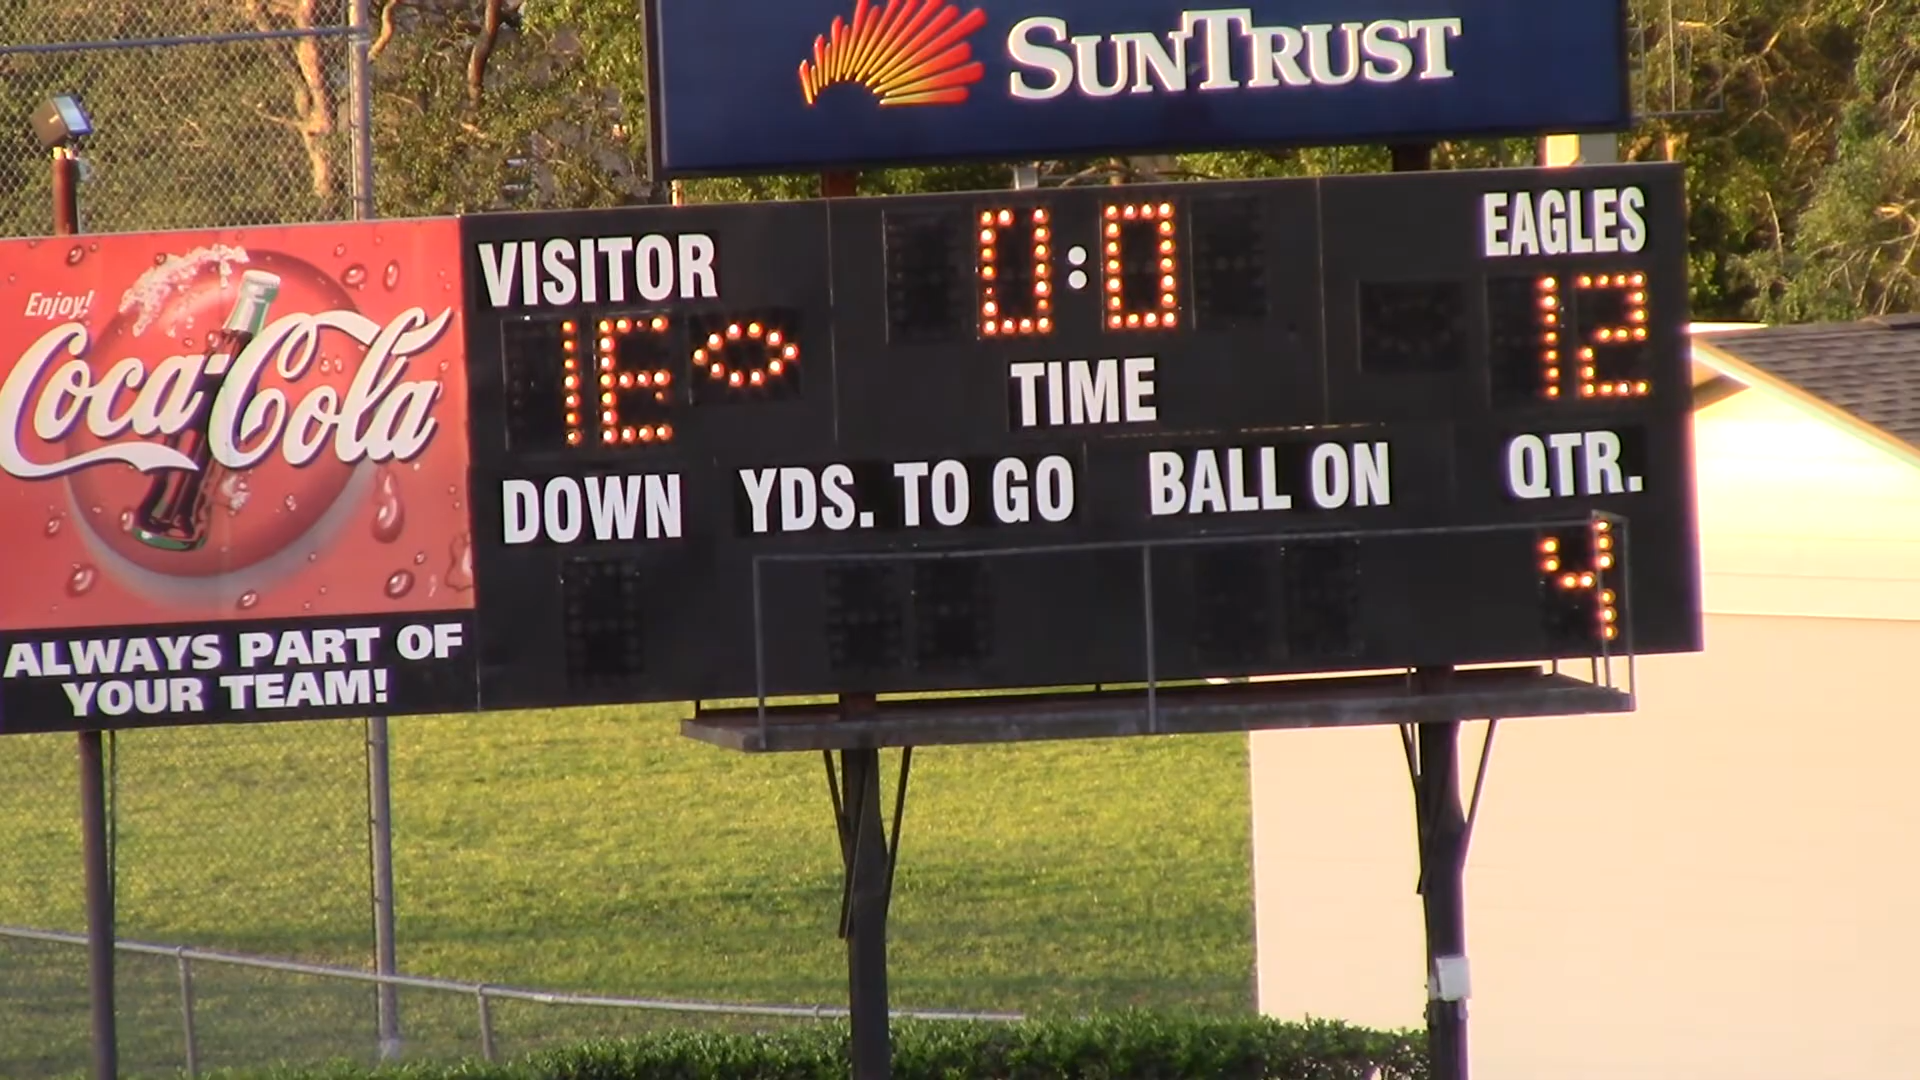 SUNTRUST
VISITOR
1E
0:0
TIME
EAGLES
12
DOWN
YDS. TO GO
BALL ON
QTR.
4
Enjoy!
Coca-Cola
ALWAYS PART OF
YOUR TEAM!